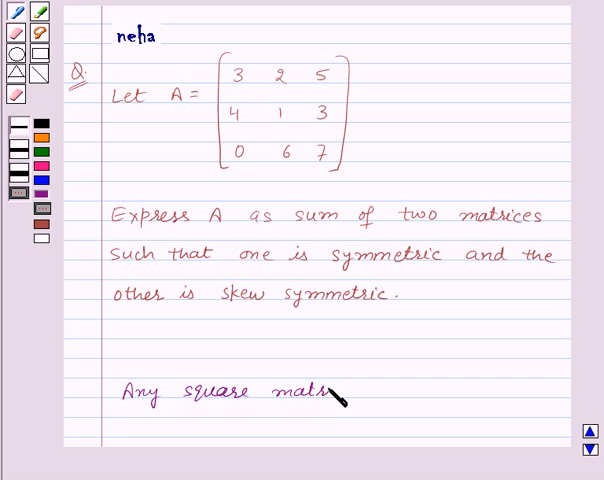 neha
Q.
Let A = [ 3 2 5
4 1 3
0 6 7 ]
Express A as sum of two matrices
such that one is symmetric and the
other is skew symmetric.
Any square matr